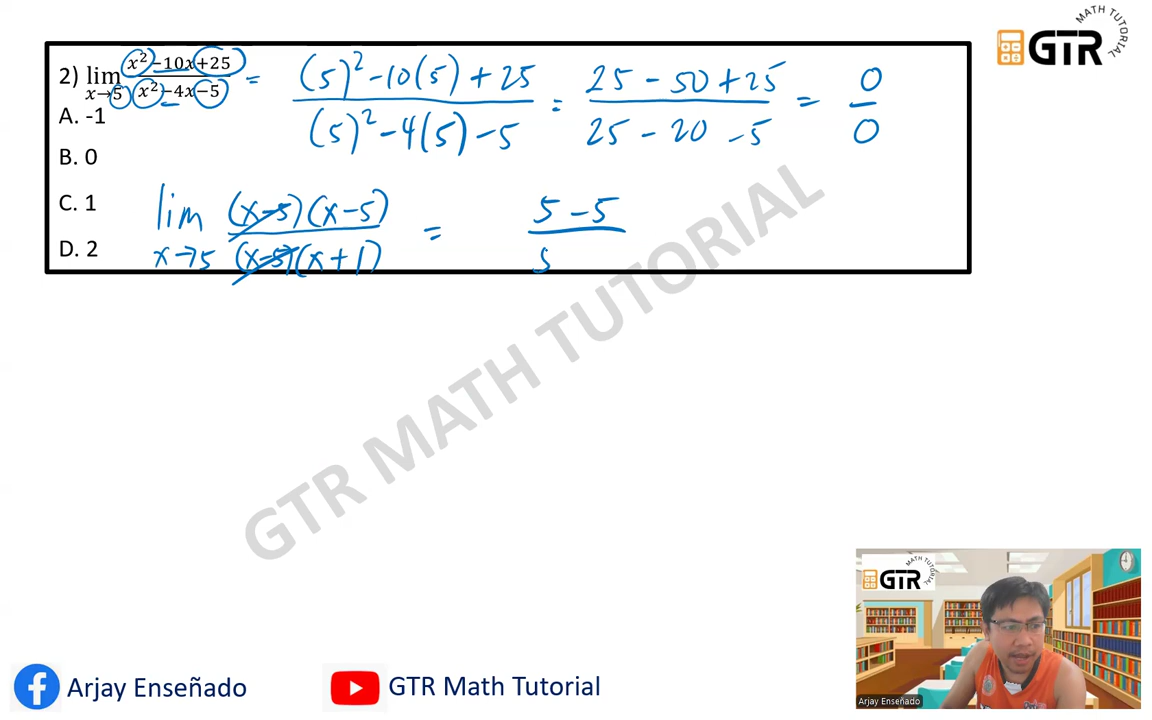 MATH TUTORIAL
GTR
2) lim x→5 (x² −10x+25)/(x² −4x−5) = ((5)² −10(5) + 25)/((5)² −4(5) −5) = (25 − 50 + 25)/(25 − 20 − 5) = 0/0
A. -1
B. 0
C. 1
D. 2
lim x→5 (x−5)(x−5)/(x−5)(x+1) = (5 − 5)/5
GTR MATH TUTORIAL
MATH TUTORIAL
GTR
Arjay Enseñado
Arjay Enseñado
GTR Math Tutorial